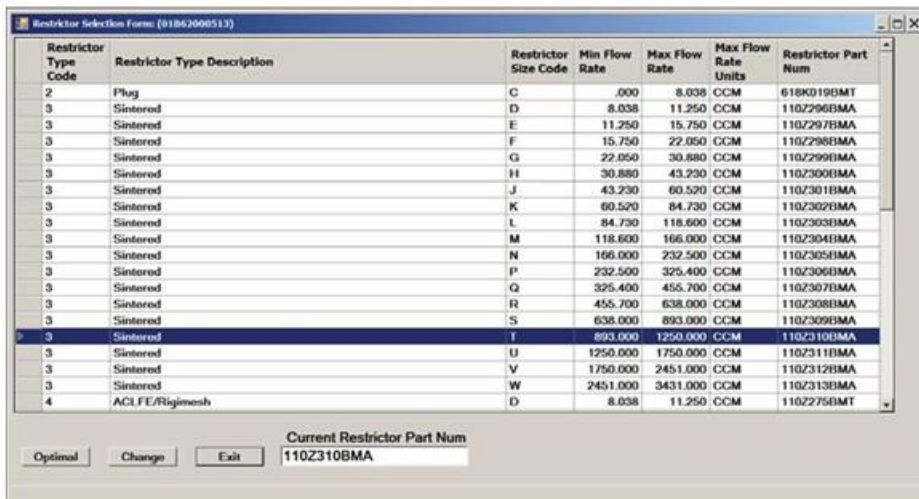 Restrictor Selection Form: (01862000513)
Restrictor Type Code Restrictor Type Description Restrictor Size Code Min Flow Rate Max Flow Rate Max Flow Rate Units Restrictor Part Num
2 Plug C .000 8.038 CCM 618K019BMT
3 Sintered D 8.038 11.250 CCM 110Z296BMA
3 Sintered E 11.250 15.750 CCM 110Z297BMA
3 Sintered F 15.750 22.050 CCM 110Z298BMA
3 Sintered G 22.050 30.880 CCM 110Z299BMA
3 Sintered H 30.880 43.230 CCM 110Z300BMA
3 Sintered J 43.230 60.520 CCM 110Z301BMA
3 Sintered K 60.520 84.730 CCM 110Z302BMA
3 Sintered L 84.730 118.600 CCM 110Z303BMA
3 Sintered M 118.600 166.000 CCM 110Z304BMA
3 Sintered N 166.000 232.500 CCM 110Z305BMA
3 Sintered P 232.500 325.400 CCM 110Z306BMA
3 Sintered Q 325.400 455.700 CCM 110Z307BMA
3 Sintered R 455.700 638.000 CCM 110Z308BMA
3 Sintered S 638.000 893.000 CCM 110Z309BMA
3 Sintered T 893.000 1250.000 CCM 110Z310BMA
3 Sintered U 1250.000 1750.000 CCM 110Z311BMA
3 Sintered V 1750.000 2451.000 CCM 110Z312BMA
3 Sintered W 2451.000 3431.000 CCM 110Z313BMA
4 ACLFE/Rigimesh D 8.038 11.250 CCM 110Z275BMT
Current Restrictor Part Num
Optimal Change Exit 110Z310BMA